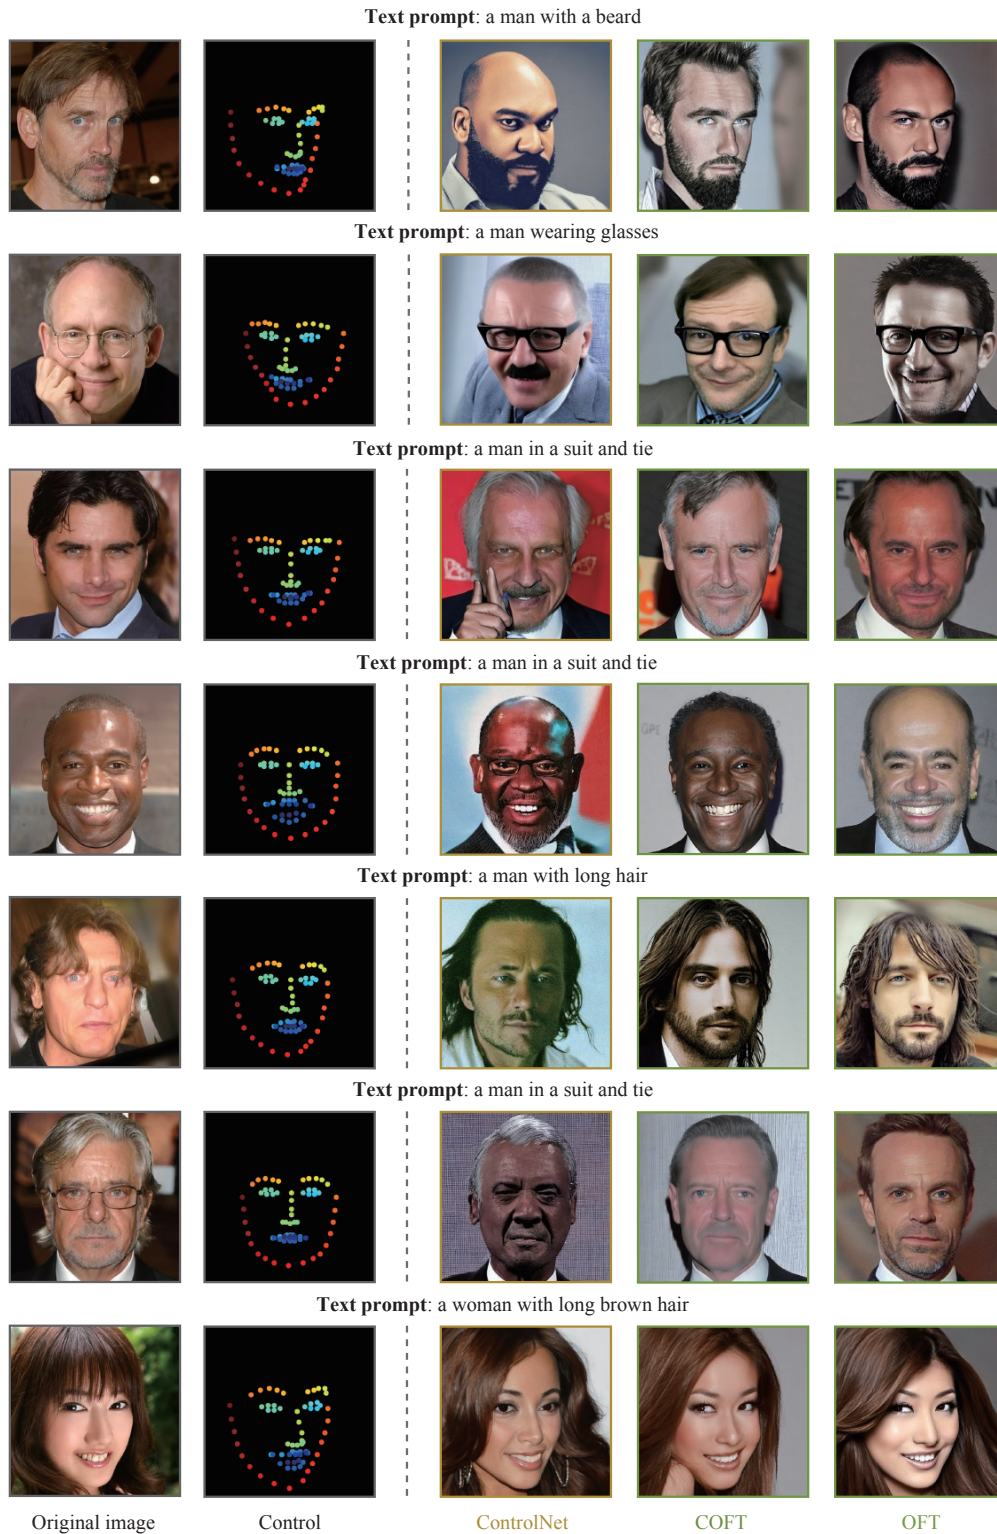 Text prompt: a man with a beard
Text prompt: a man wearing glasses
Text prompt: a man in a suit and tie
Text prompt: a man in a suit and tie
GPE
Text prompt: a man with long hair
Text prompt: a man in a suit and tie
Text prompt: a woman with long brown hair
Original image Control ControlNet COFT OFT